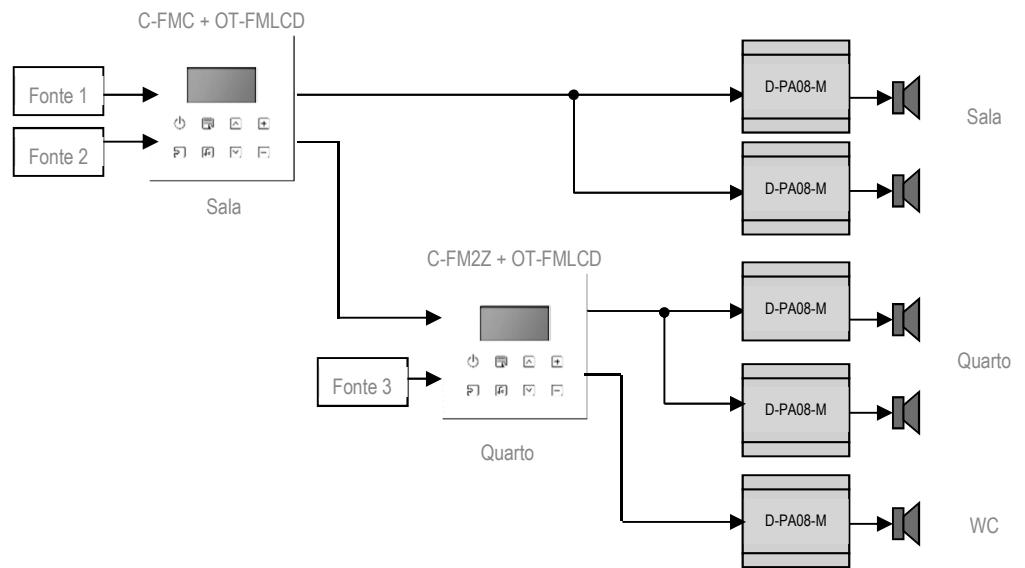 C-FMC + OT-FMLCD
Fonte 1
Fonte 2
Sala
D-PA08-M
Sala
D-PA08-M
C-FM2Z + OT-FMLCD
Fonte 3
Quarto
D-PA08-M
Quarto
D-PA08-M
D-PA08-M
WC